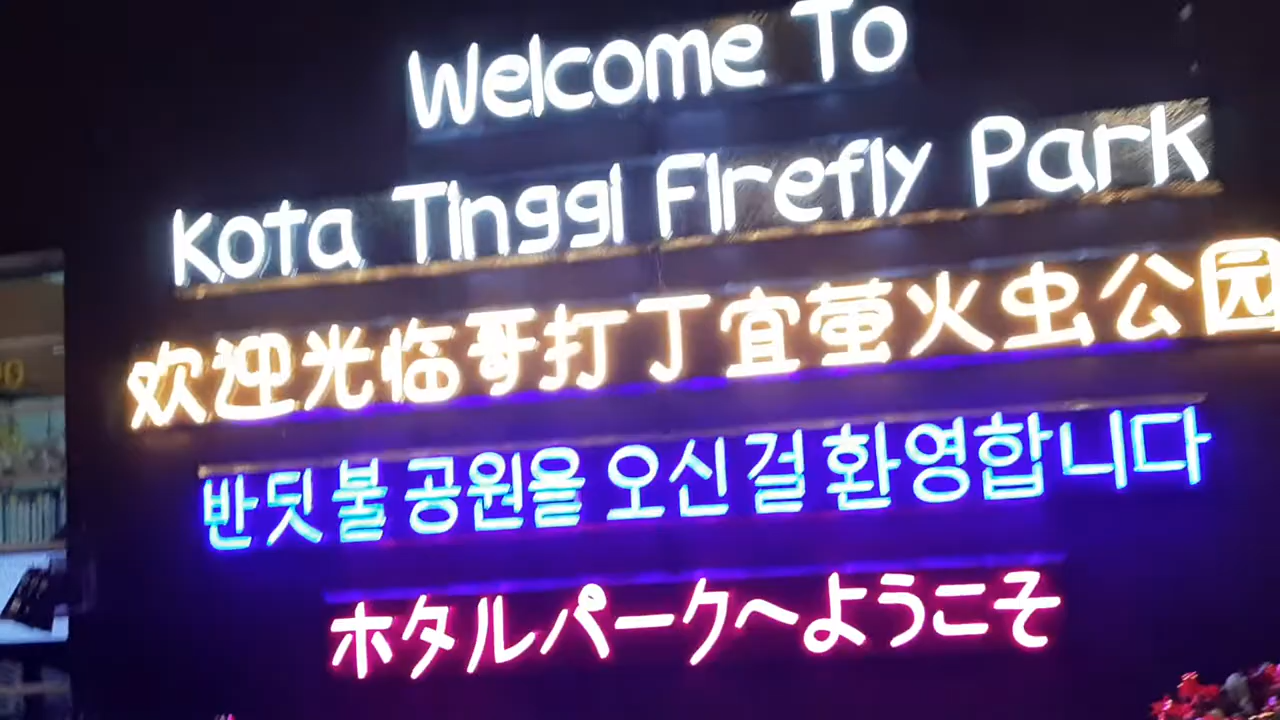 Welcome To
Kota Tinggi Firefly Park
欢迎光临哥打丁宜萤火虫公园
반딧불 공원을 오신걸 환영합니다
ホタルパークへようこそ